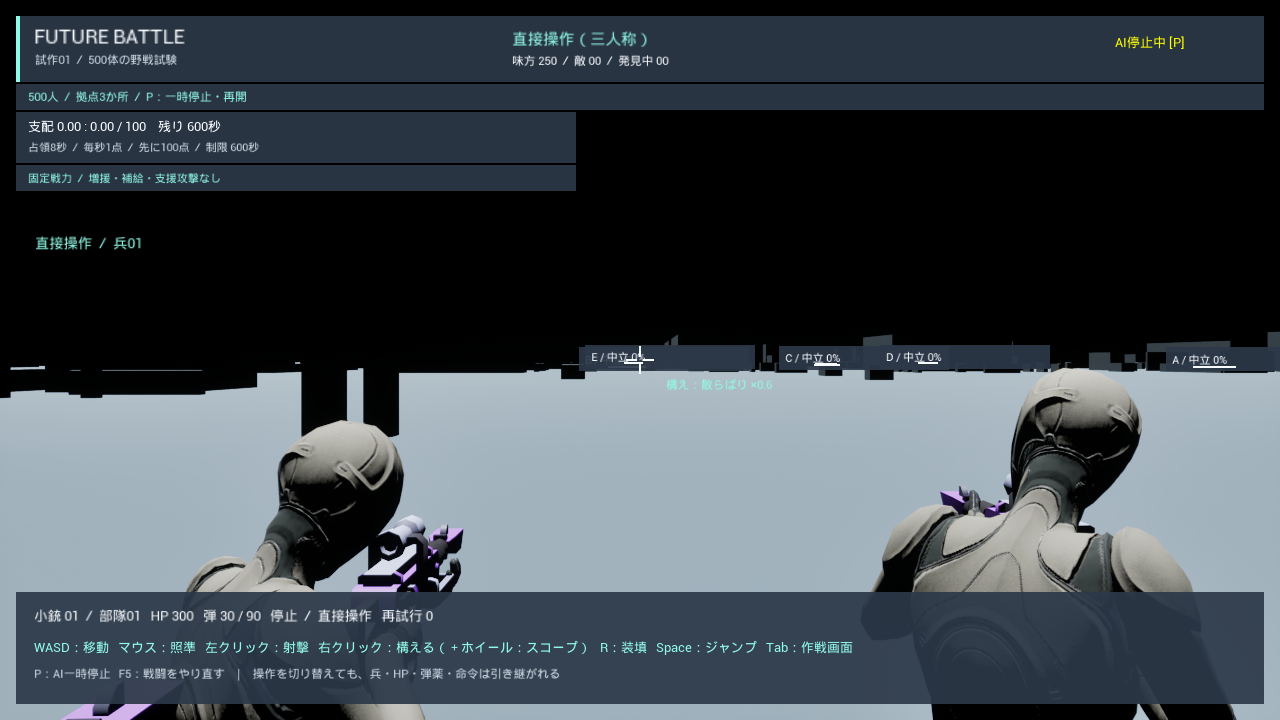 FUTURE BATTLE
試作01 / 500体の野戦試験
直接操作(三人称)
味方 250 / 敵 00 / 発見中 00
AI停止中 [P]
500人 / 拠点3か所 / P:一時停止・再開
支配 0.00 : 0.00 / 100 残り 600秒
占領8秒 / 毎秒1点 / 先に100点 / 制限 600秒
固定戦力 / 増援・補給・支援攻撃なし
直接操作 / 兵01
E / 中立 0%
C / 中立 0%
D / 中立 0%
A / 中立 0%
構え:散らばり ×0.6
小銃 01 / 部隊01 HP 300 弾 30 / 90 停止 / 直接操作 再試行 0
WASD:移動 マウス:照準 左クリック:射撃 右クリック:構える(+ホイール:スコープ) R:装填 Space:ジャンプ Tab:作戦画面
P:AI一時停止 F5:戦闘をやり直す | 操作を切り替えても、兵・HP・弾薬・命令は引き継がれる